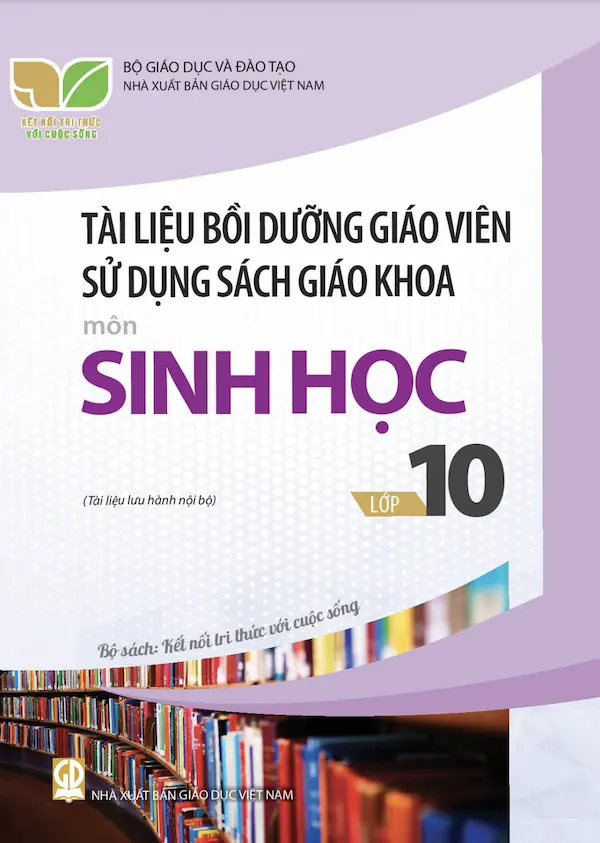 BỘ GIÁO DỤC VÀ ĐÀO TẠO
NHÀ XUẤT BẢN GIÁO DỤC VIỆT NAM
KẾT NỐI TRI THỨC
VỚI CUỘC SỐNG
TÀI LIỆU BỒI DƯỠNG GIÁO VIÊN
SỬ DỤNG SÁCH GIÁO KHOA
môn
SINH HỌC
LỚP 10
(Tài liệu lưu hành nội bộ)
Bộ sách: Kết nối tri thức với cuộc sống
GD
NHÀ XUẤT BẢN GIÁO DỤC VIỆT NAM